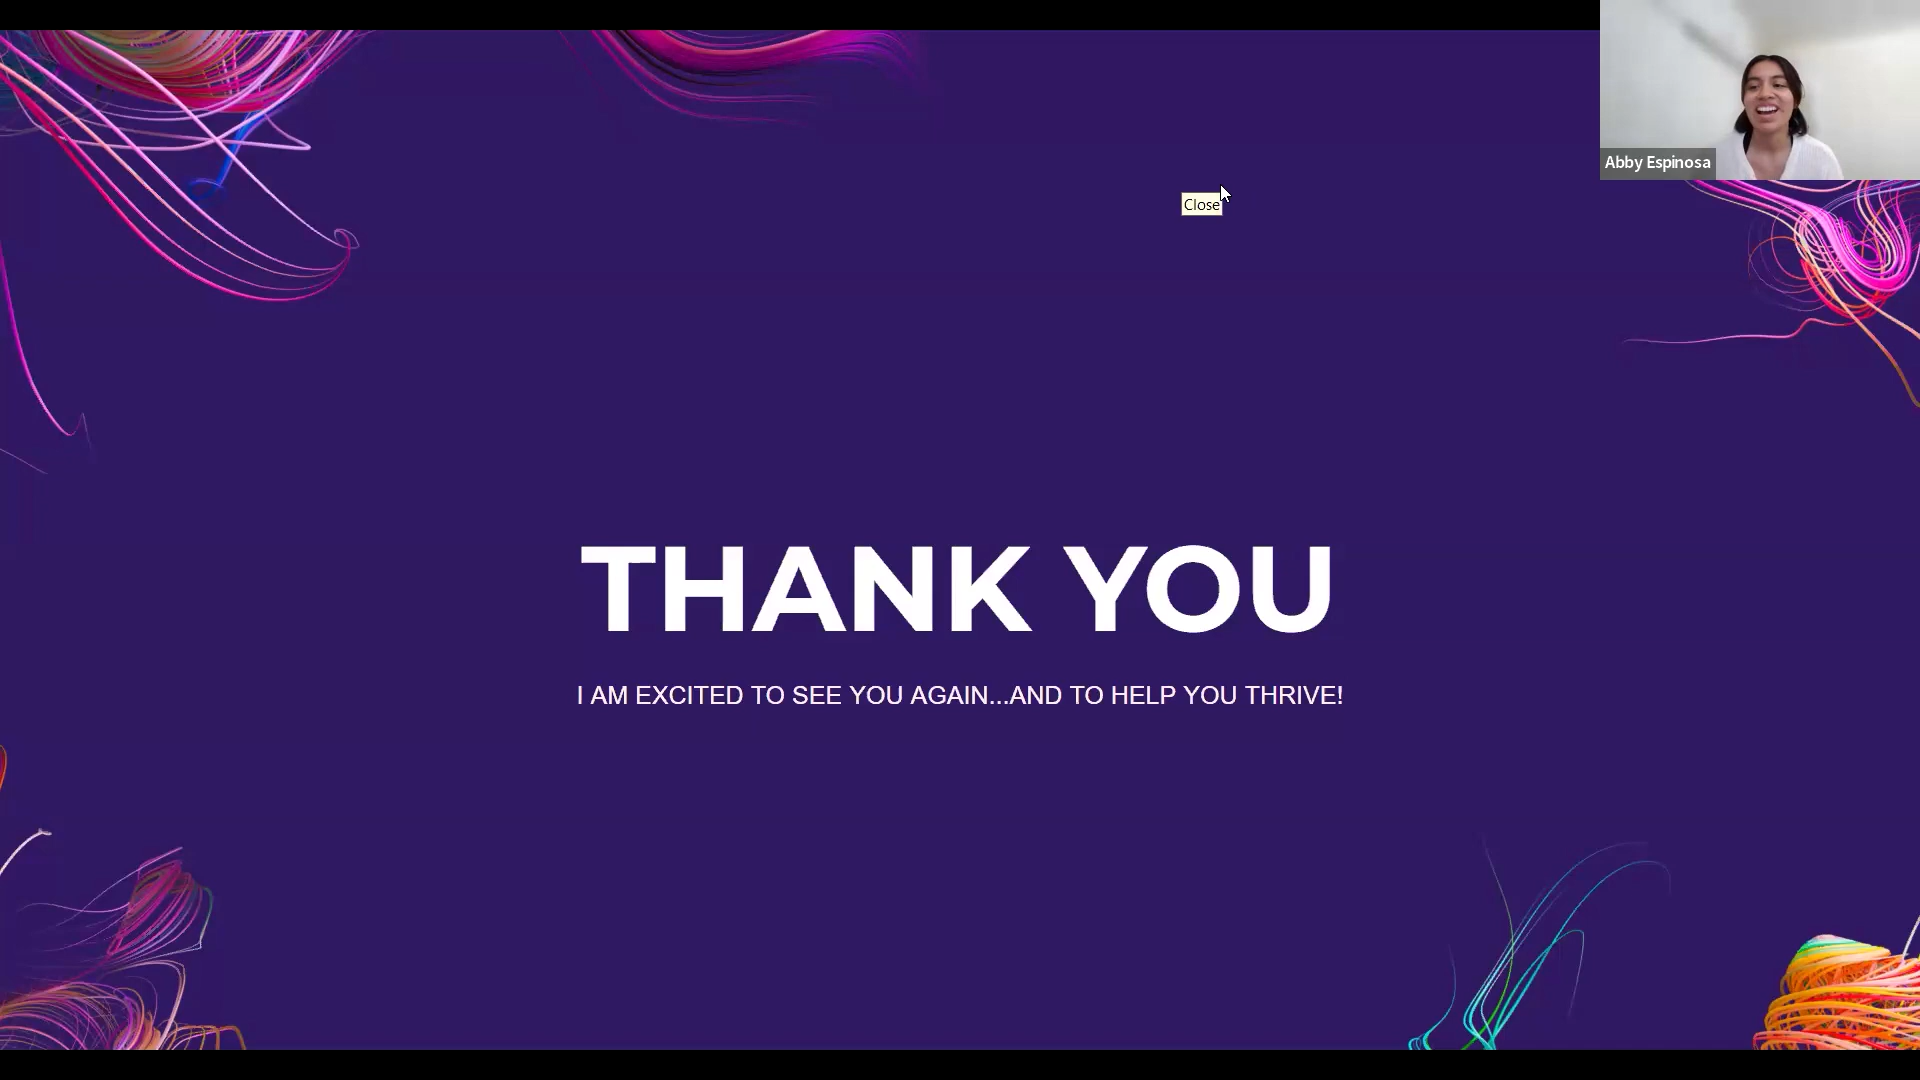 Abby Espinosa
Close
THANK YOU
I AM EXCITED TO SEE YOU AGAIN...AND TO HELP YOU THRIVE!